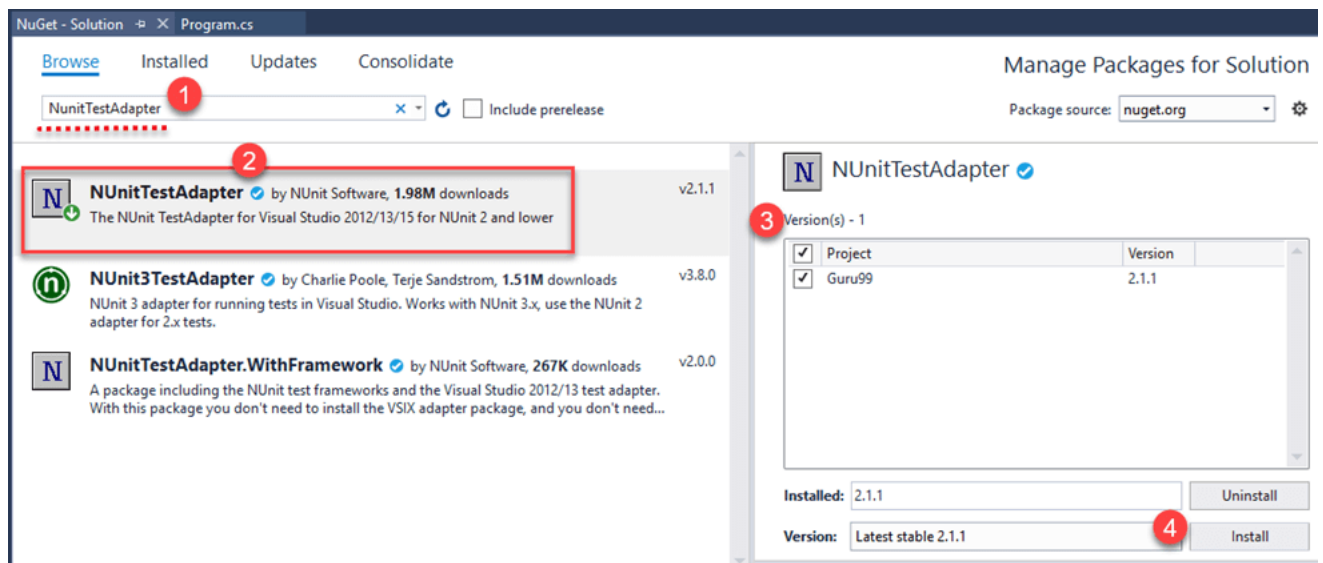 NuGet - Solution
Program.cs
Browse Installed Updates Consolidate
Manage Packages for Solution
1
NunitTestAdapter
Include prerelease
Package source: nuget.org
2
N
NUnitTestAdapter by NUnit Software, 1.98M downloads
v2.1.1
The NUnit TestAdapter for Visual Studio 2012/13/15 for NUnit 2 and lower
n
NUnit3TestAdapter by Charlie Poole, Terje Sandstrom, 1.51M downloads
v3.8.0
NUnit 3 adapter for running tests in Visual Studio. Works with NUnit 3.x, use the NUnit 2
adapter for 2.x tests.
N
NUnitTestAdapter.WithFramework by NUnit Software, 267K downloads
v2.0.0
A package including the NUnit test frameworks and the Visual Studio 2012/13 test adapter.
With this package you don't need to install the VSIX adapter package, and you don't need...
N
NUnitTestAdapter
3
Version(s) - 1
Project Version
Guru99 2.1.1
Installed: 2.1.1 Uninstall
4
Version: Latest stable 2.1.1 Install